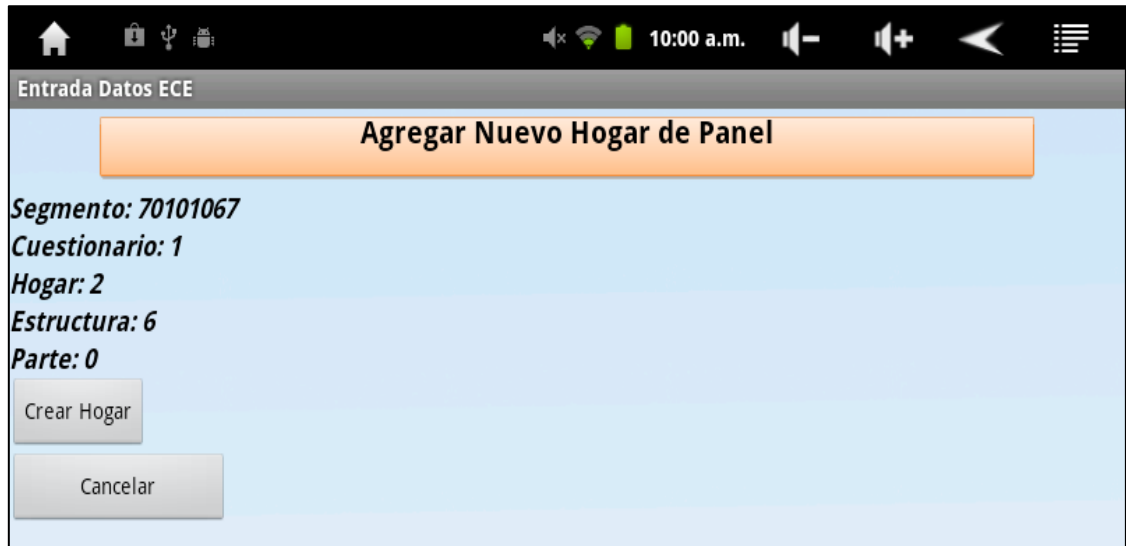 10:00 a.m.
Entrada Datos ECE
Agregar Nuevo Hogar de Panel
Segmento: 70101067
Cuestionario: 1
Hogar: 2
Estructura: 6
Parte: 0
Crear Hogar
Cancelar